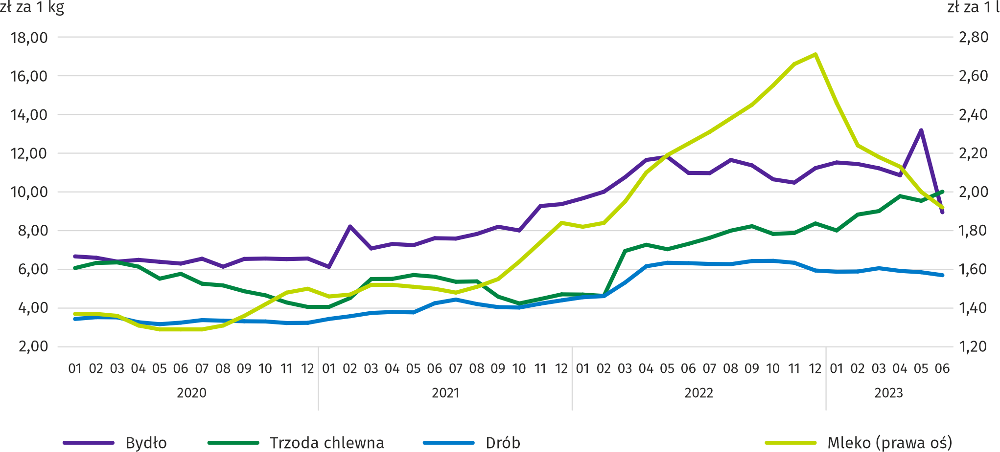 zł za 1 kg
zł za 1 l
18,00 2,80
16,00 2,60
14,00 2,40
12,00 2,20
10,00 2,00
8,00 1,80
6,00 1,60
4,00 1,40
2,00 1,20
01 02 03 04 05 06 07 08 09 10 11 12 01 02 03 04 05 06 07 08 09 10 11 12 01 02 03 04 05 06 07 08 09 10 11 12 01 02 03 04 05 06
2020 2021 2022 2023
Bydło Trzoda chlewna Drób Mleko (prawa oś)